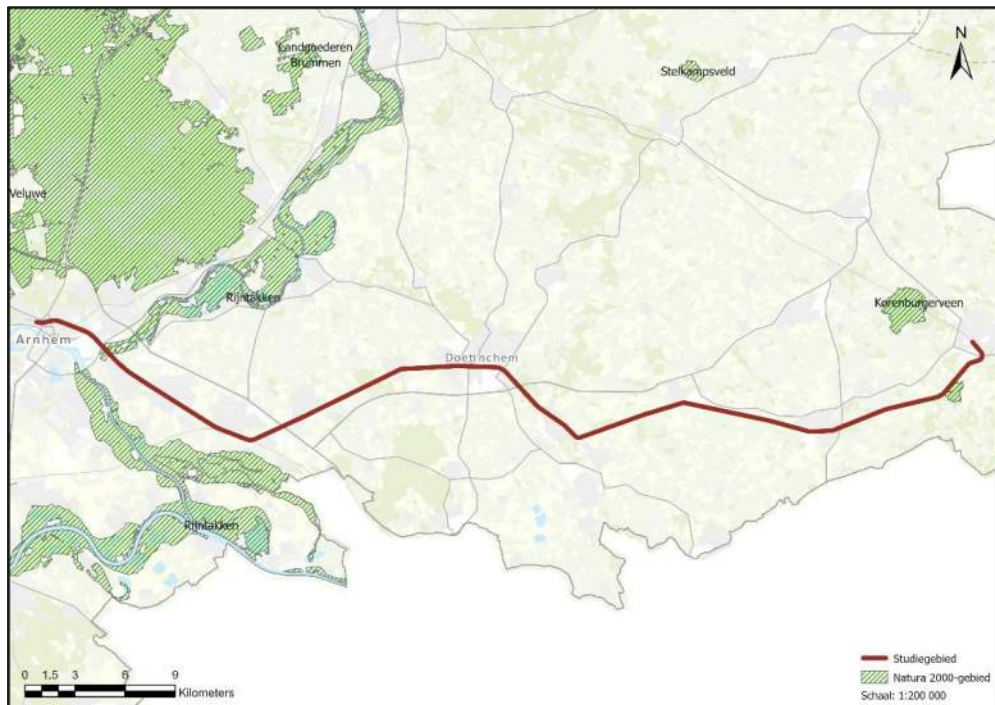 Landgoederen
Brummen
Stelkampsveld
N
Veluwe
Rijntakken
Korenburgerveen
Arnhem
Doetinchem
Rijntakken
Studiegebied
Natura 2000-gebied
Schaal: 1:200 000
0 1.5 3 6 9
Kilometers